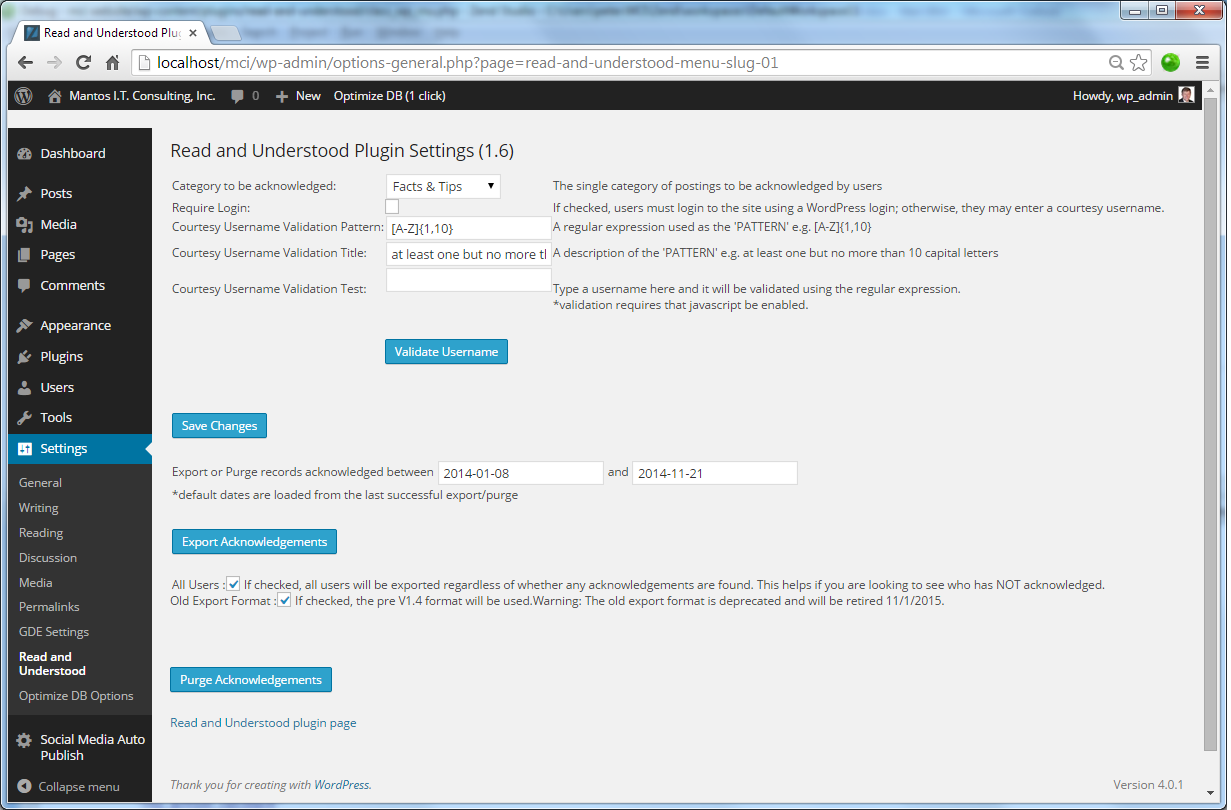 Read and Understood Plug
localhost/mci/wp-admin/options-general.php?page=read-and-understood-menu-slug-01
Mantos I.T. Consulting, Inc. 0 New Optimize DB (1 click) Howdy, wp_admin
Dashboard
Posts
Media
Pages
Comments
Appearance
Plugins
Users
Tools
Settings
General
Writing
Reading
Discussion
Media
Permalinks
GDE Settings
Read and
Understood
Optimize DB Options
Social Media Auto
Publish
Collapse menu
Read and Understood Plugin Settings (1.6)
Category to be acknowledged: Facts & Tips The single category of postings to be acknowledged by users
Require Login: If checked, users must login to the site using a WordPress login; otherwise, they may enter a courtesy username.
Courtesy Username Validation Pattern: [A-Z]{1,10} A regular expression used as the 'PATTERN' e.g. [A-Z]{1,10}
Courtesy Username Validation Title: at least one but no more tl A description of the 'PATTERN' e.g. at least one but no more than 10 capital letters
Courtesy Username Validation Test: Type a username here and it will be validated using the regular expression.
*validation requires that javascript be enabled.
Validate Username
Save Changes
Export or Purge records acknowledged between 2014-01-08 and 2014-11-21
*default dates are loaded from the last successful export/purge
Export Acknowledgements
All Users : If checked, all users will be exported regardless of whether any acknowledgements are found. This helps if you are looking to see who has NOT acknowledged.
Old Export Format : If checked, the pre V1.4 format will be used.Warning: The old export format is deprecated and will be retired 11/1/2015.
Purge Acknowledgements
Read and Understood plugin page
Thank you for creating with WordPress. Version 4.0.1